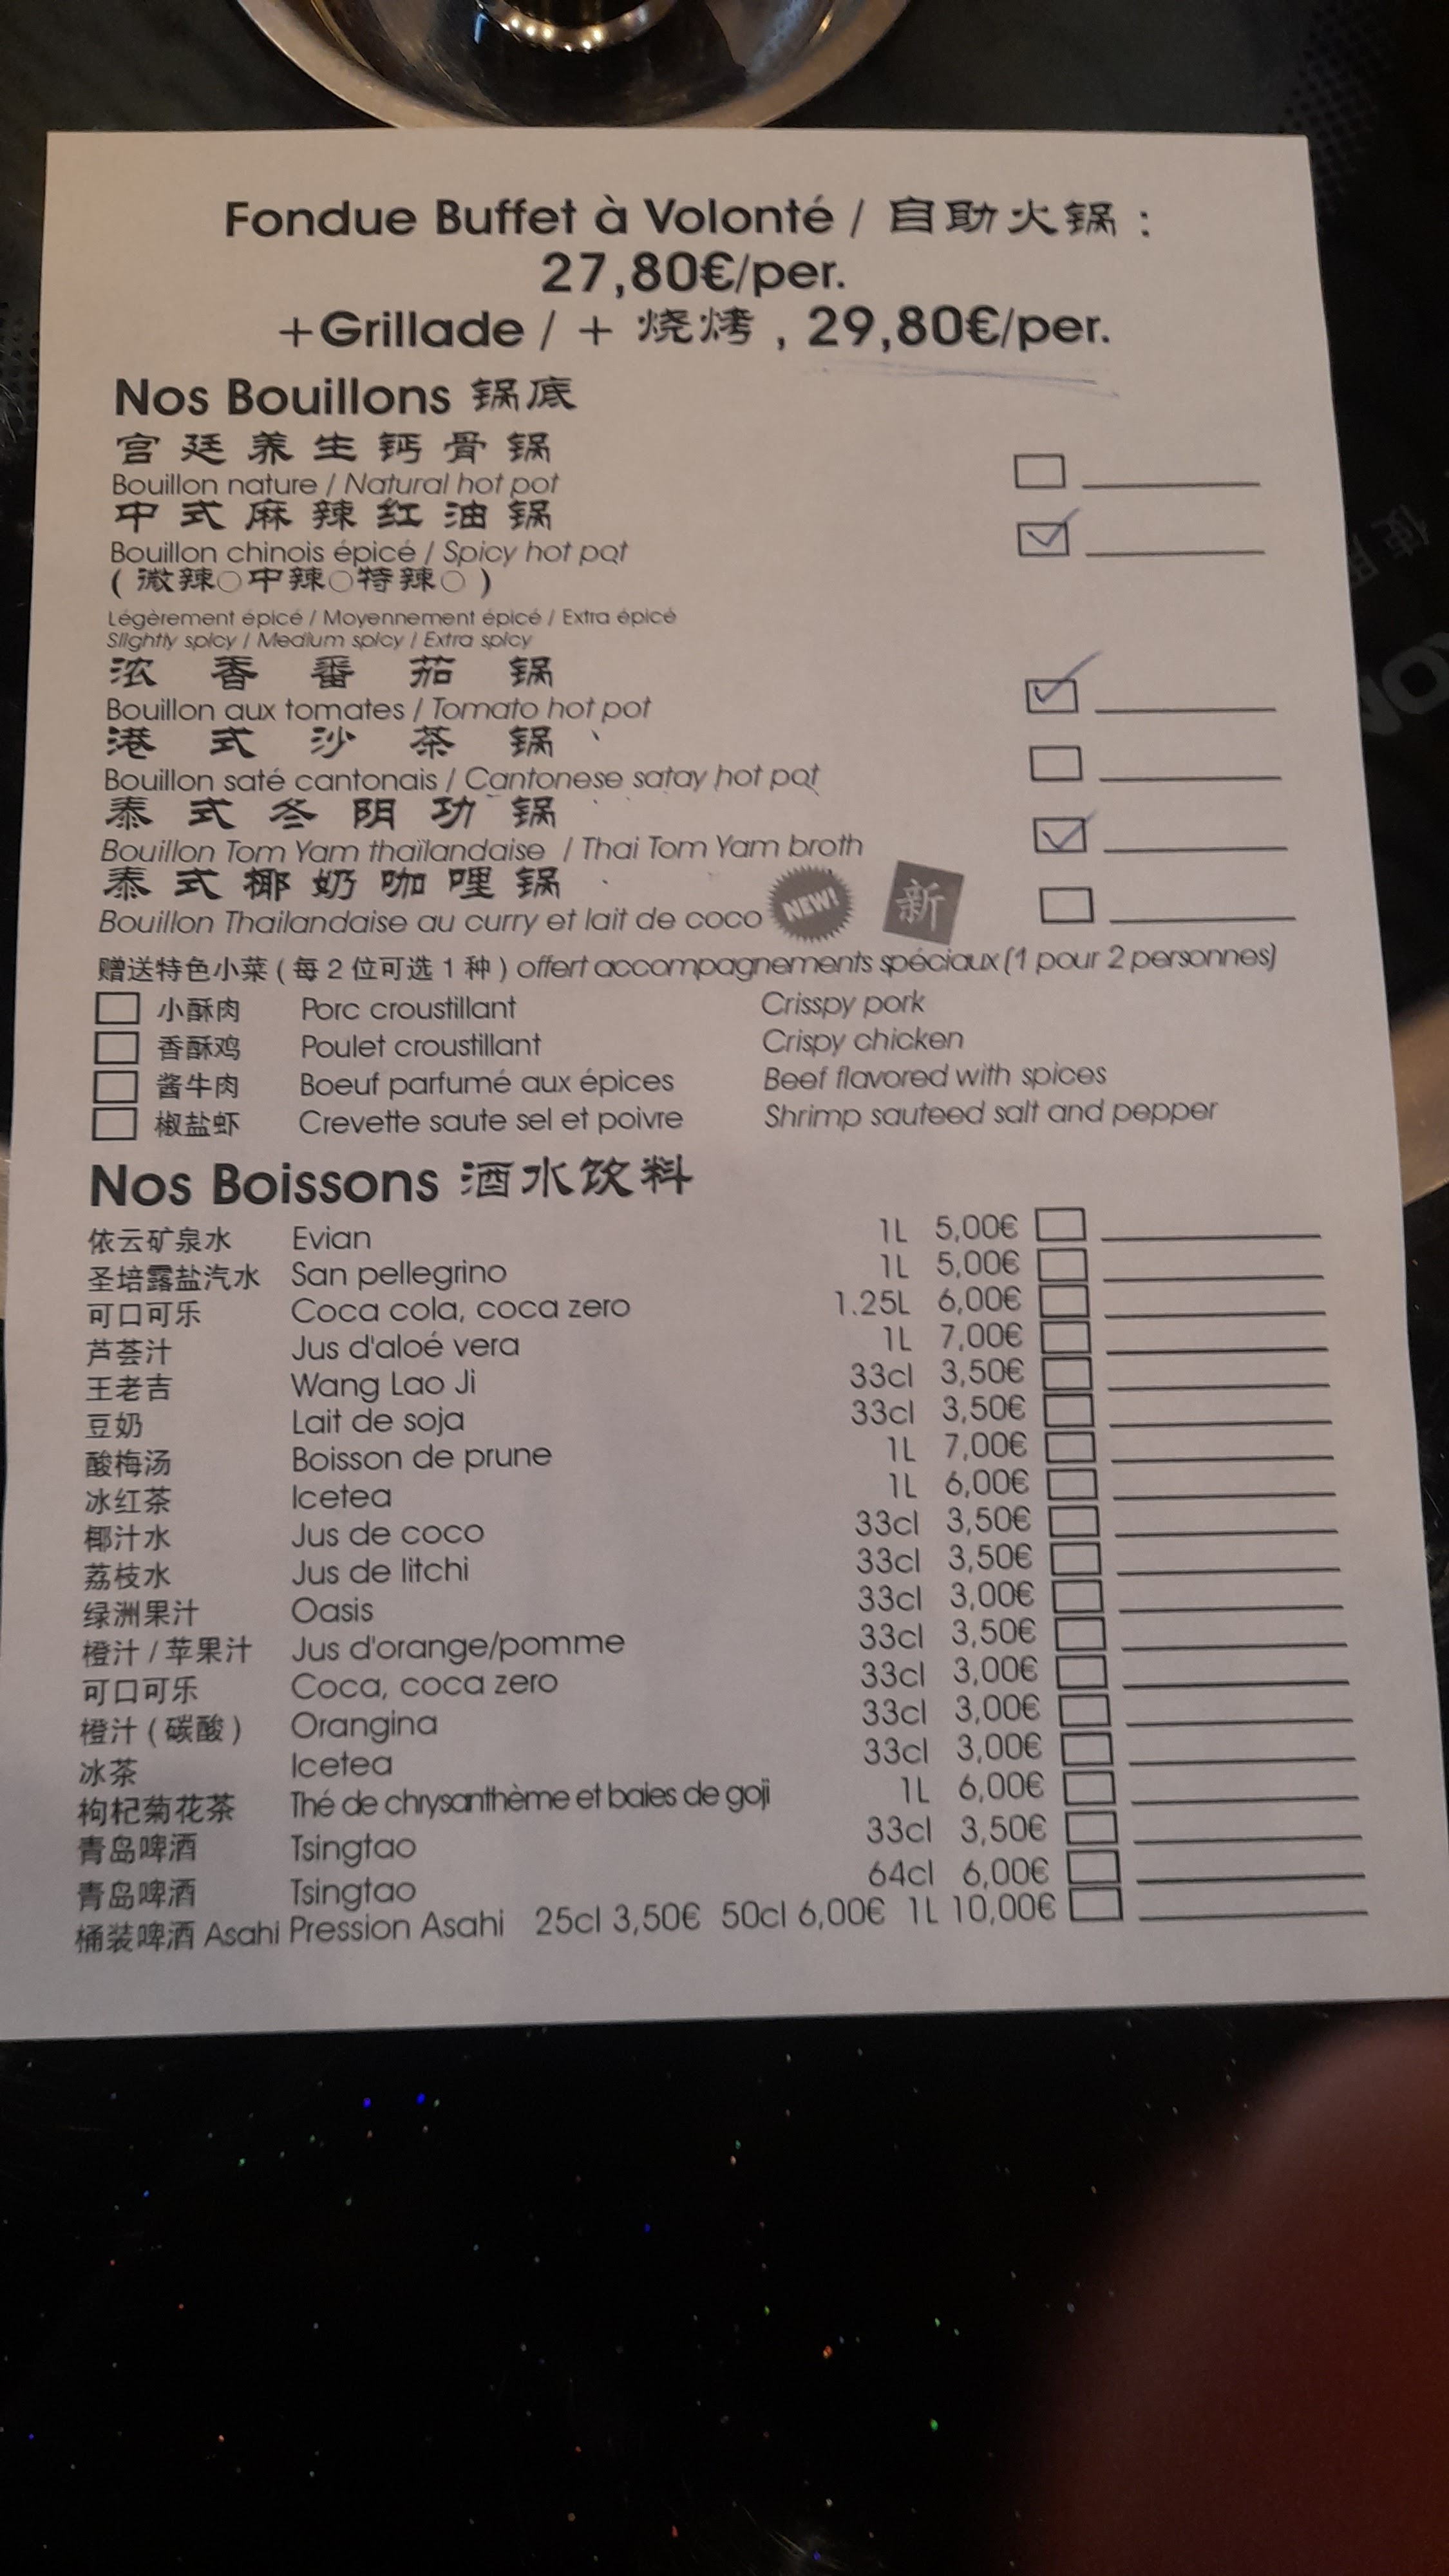 Fondue Buffet à Volonté / 自助火锅 :
27,80€/per.
+Grillade / + 烧烤 , 29,80€/per.
Nos Bouillons 锅底
宫廷养生钙骨锅
Bouillon nature / Natural hot pot
中式麻辣红油锅
Bouillon chinois épicé / Spicy hot pot
( 微辣○中辣○特辣○ )
Légèrement épicé / Moyennement épicé / Extra épicé
Slightly spicy / Medium spicy / Extra spicy
浓香番茄锅
Bouillon aux tomates / Tomato hot pot
港式沙茶锅
Bouillon saté cantonais / Cantonese satay hot pot
泰式冬阴功锅
Bouillon Tom Yam thaïlandaise / Thai Tom Yam broth
泰式椰奶咖哩锅
Bouillon Thailandaise au curry et lait de coco NEW! 新
赠送特色小菜 ( 每 2 位可选 1 种 ) offert accompagnements spéciaux (1 pour 2 personnes)
小酥肉 Porc croustillant Crisspy pork
香酥鸡 Poulet croustillant Crispy chicken
酱牛肉 Boeuf parfumé aux épices Beef flavored with spices
椒盐虾 Crevette saute sel et poivre Shrimp sauteed salt and pepper
Nos Boissons 酒水饮料
依云矿泉水 Evian 1L 5,00€
圣培露盐汽水 San pellegrino 1L 5,00€
可口可乐 Coca cola, coca zero 1.25L 6,00€
芦荟汁 Jus d'aloé vera 1L 7,00€
王老吉 Wang Lao Ji 33cl 3,50€
豆奶 Lait de soja 33cl 3,50€
酸梅汤 Boisson de prune 1L 7,00€
冰红茶 Icetea 1L 6,00€
椰汁水 Jus de coco 33cl 3,50€
荔枝水 Jus de litchi 33cl 3,50€
绿洲果汁 Oasis 33cl 3,00€
橙汁 / 苹果汁 Jus d'orange/pomme 33cl 3,50€
可口可乐 Coca, coca zero 33cl 3,00€
橙汁 ( 碳酸 ) Orangina 33cl 3,00€
冰茶 Icetea 33cl 3,00€
枸杞菊花茶 Thé de chrysanthème et baies de goji 1L 6,00€
青岛啤酒 Tsingtao 33cl 3,50€
青岛啤酒 Tsingtao 64cl 6,00€
桶装啤酒 Asahi Pression Asahi 25cl 3,50€ 50cl 6,00€ 1L 10,00€